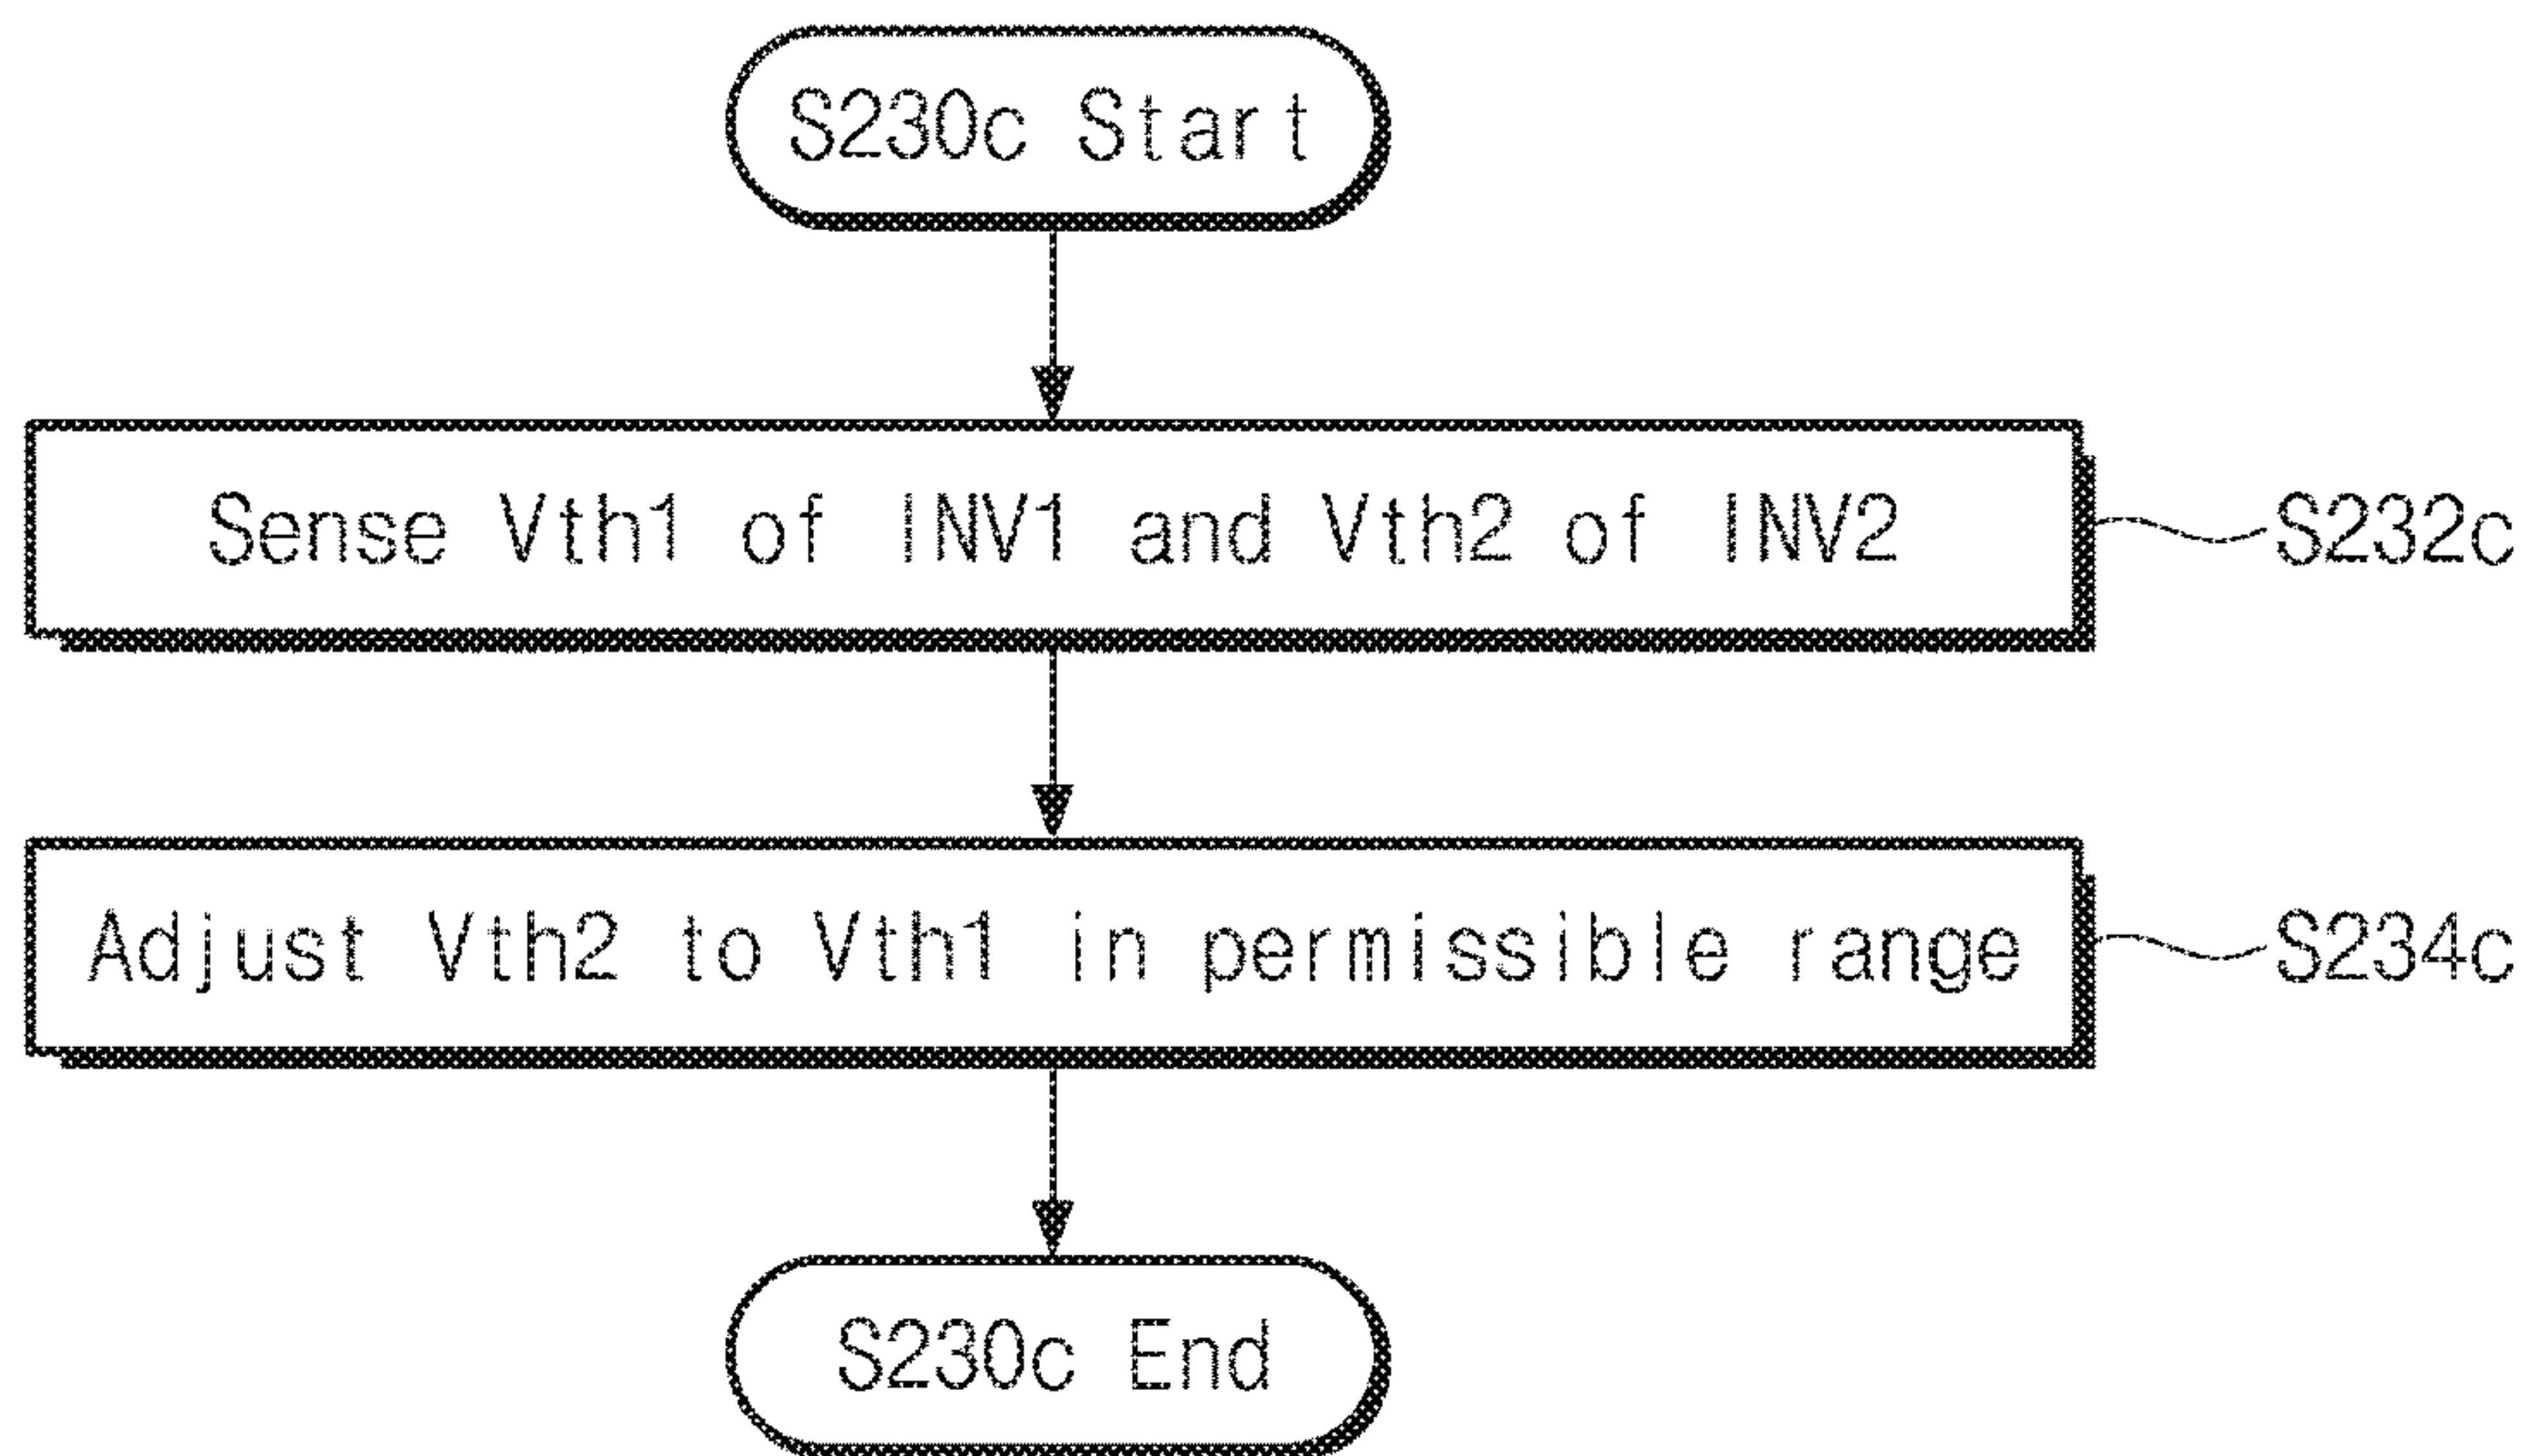 S230c Start
Sense Vth1 of INV1 and Vth2 of INV2
S232c
Adjust Vth2 to Vth1 in permissible range
S234c
S230c End